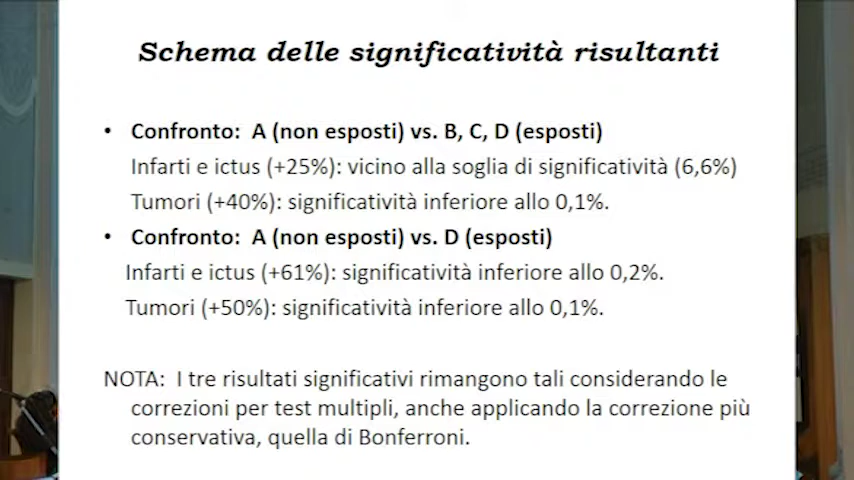 Schema delle significatività risultanti
• Confronto: A (non esposti) vs. B, C, D (esposti)
Infarti e ictus (+25%): vicino alla soglia di significatività (6,6%)
Tumori (+40%): significatività inferiore allo 0,1%.
• Confronto: A (non esposti) vs. D (esposti)
Infarti e ictus (+61%): significatività inferiore allo 0,2%.
Tumori (+50%): significatività inferiore allo 0,1%.
NOTA: I tre risultati significativi rimangono tali considerando le
correzioni per test multipli, anche applicando la correzione più
conservativa, quella di Bonferroni.